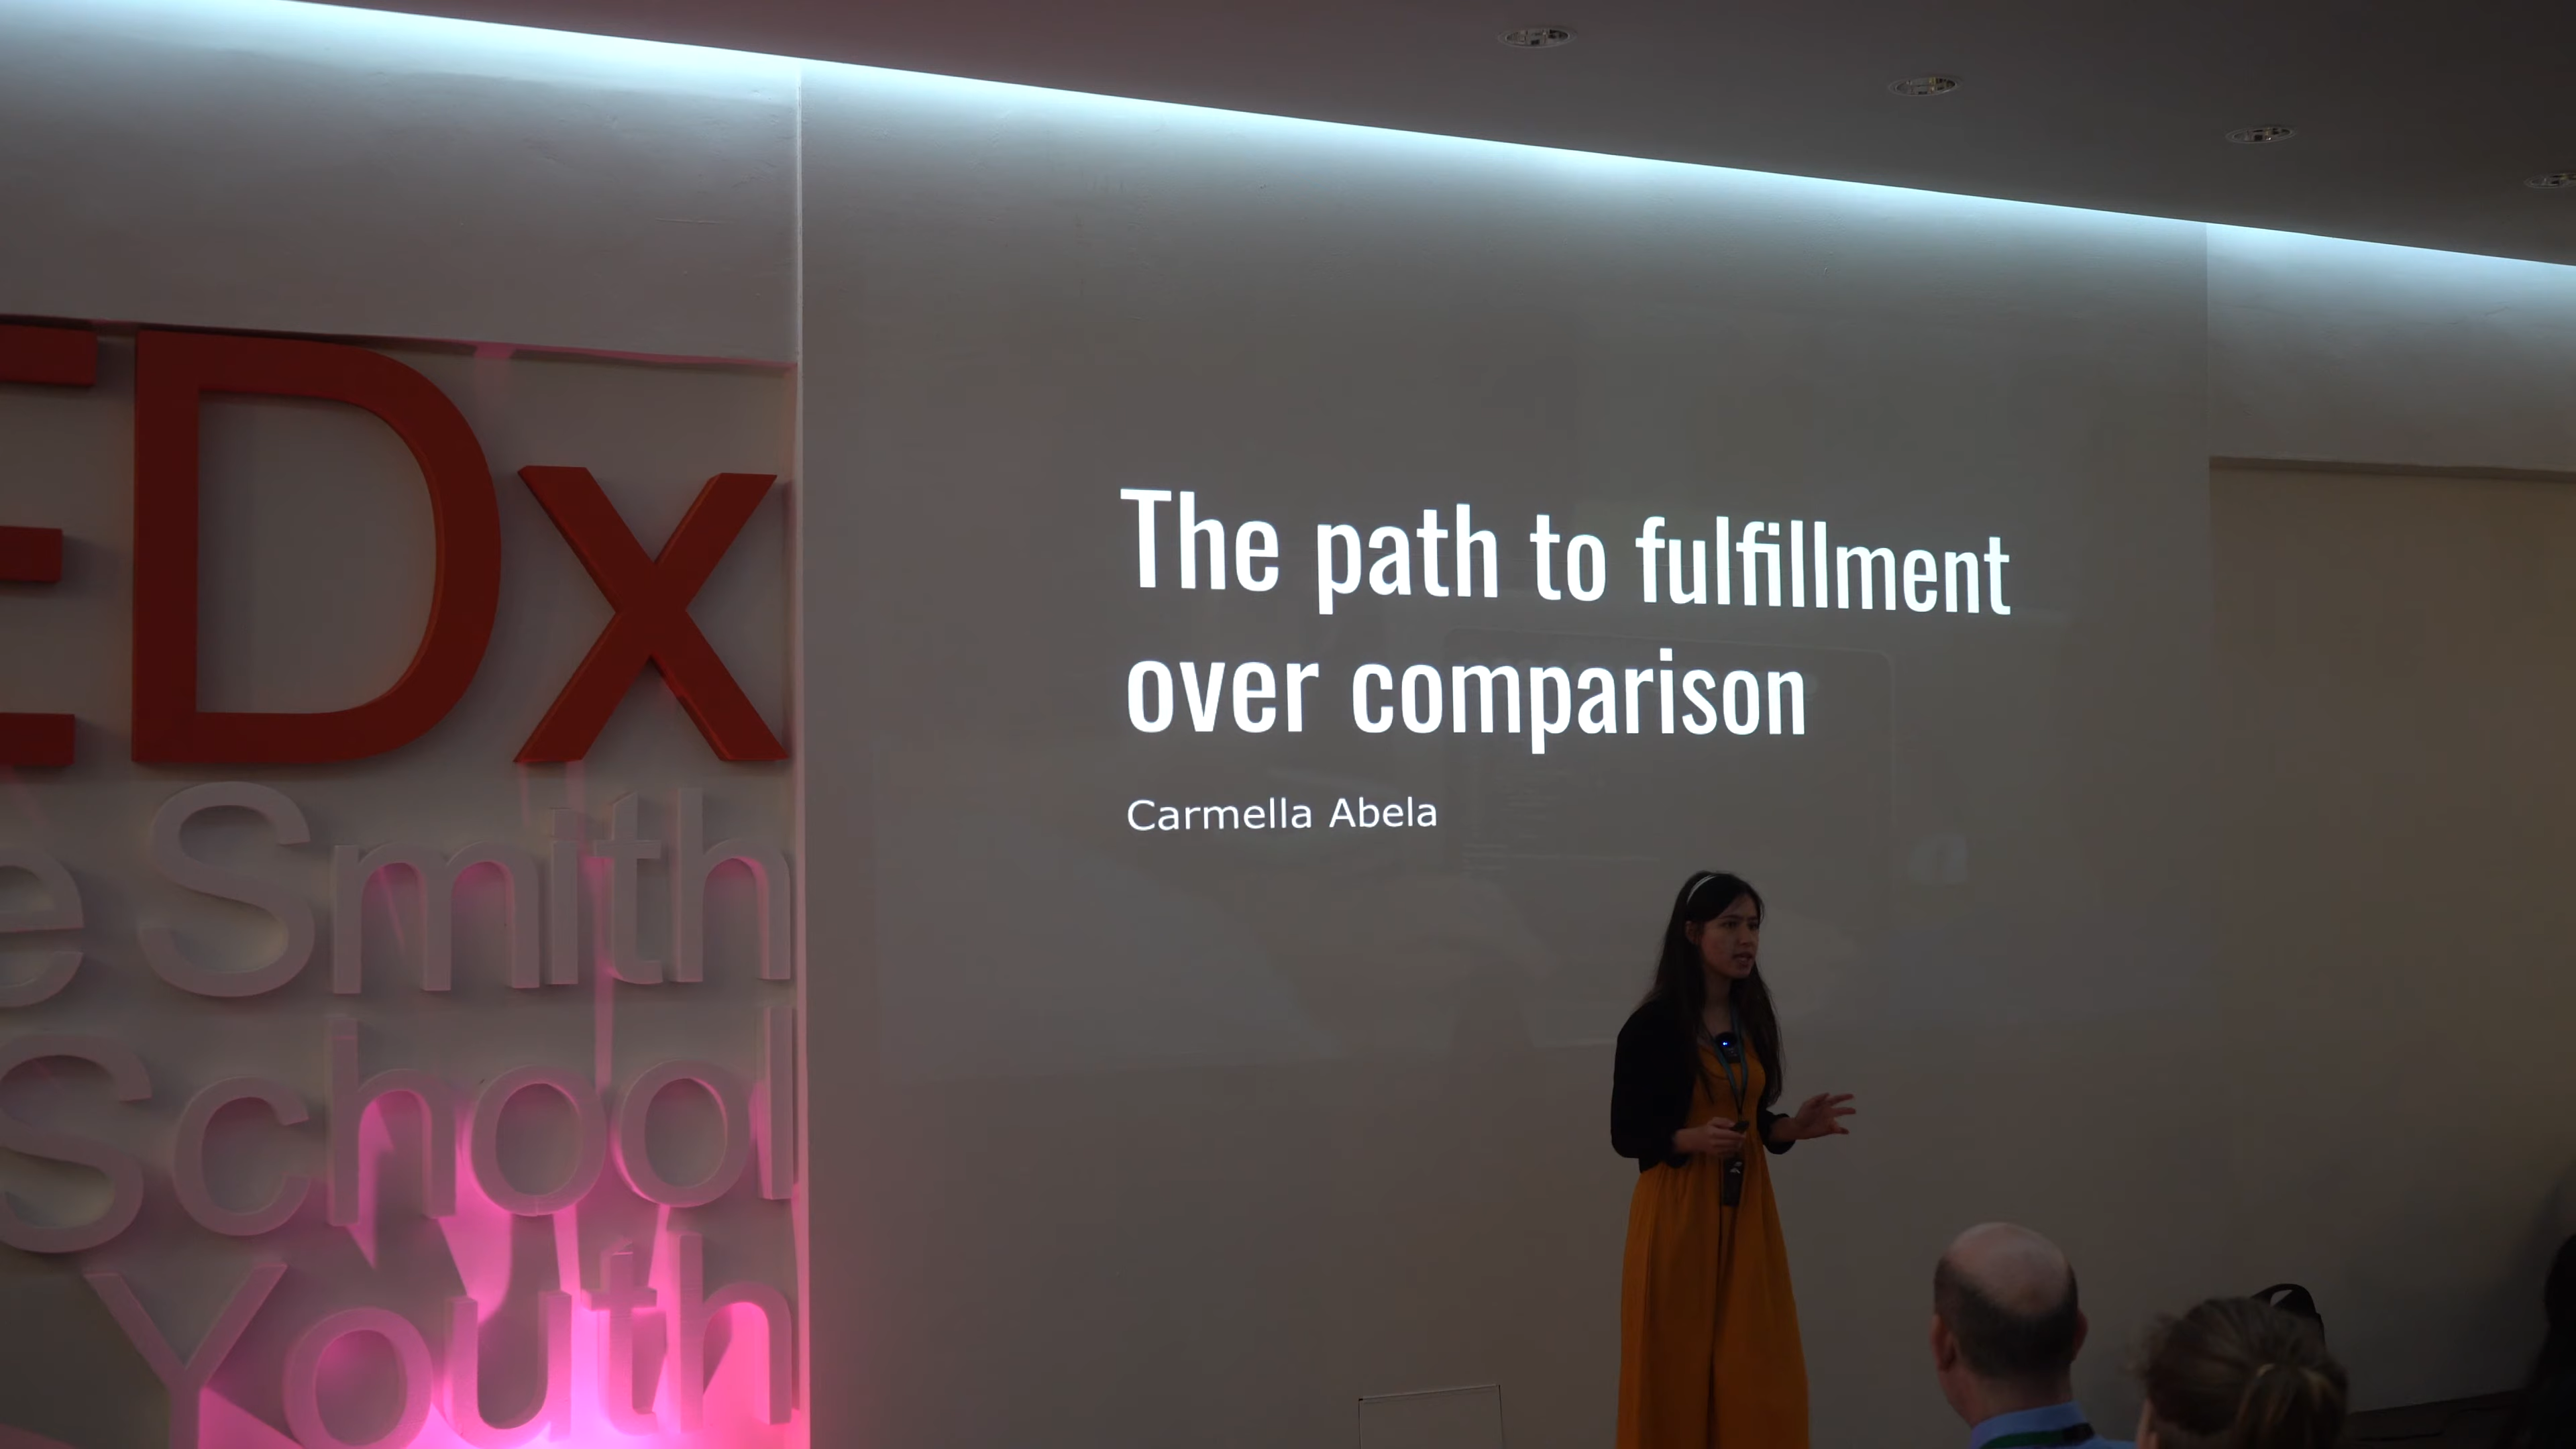 EDx
e Smith
School
Youth
The path to fulfillment
over comparison
Carmella Abela